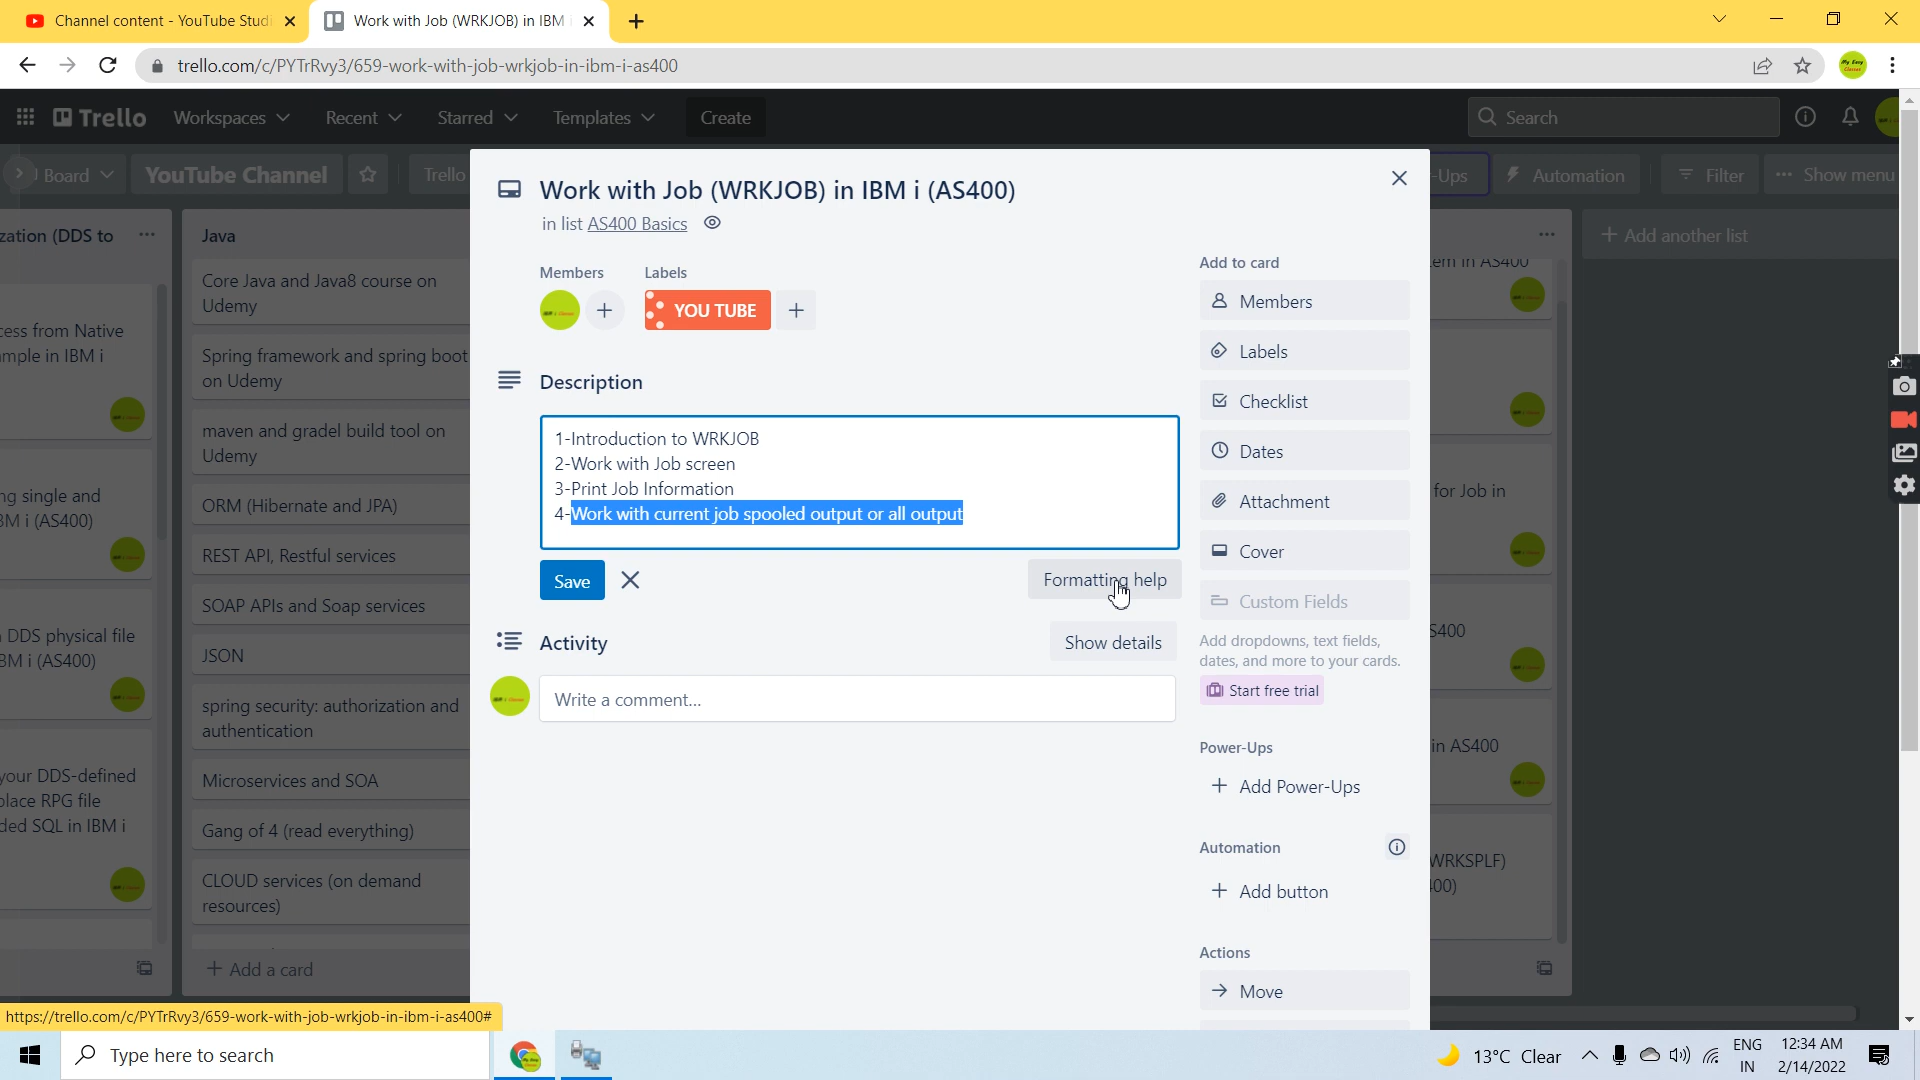 Channel content - YouTube Studi
Work with Job (WRKJOB) in IBM i
trello.com/c/PYTrRvy3/659-work-with-job-wrkjob-in-ibm-i-as400
Trello
Workspaces
Recent
Starred
Templates
Create
Search
Board
YouTube Channel
Trello
-Ups
Automation
Filter
Show menu
zation (DDS to
cess from Native
ample in IBM i
ng single and
BM i (AS400)
DDS physical file
BM i (AS400)
your DDS-defined
place RPG file
ded SQL in IBM i
Java
Core Java and Java8 course on
Udemy
Spring framework and spring boot
on Udemy
maven and gradel build tool on
Udemy
ORM (Hibernate and JPA)
REST API, Restful services
SOAP APIs and Soap services
JSON
spring security: authorization and
authentication
Microservices and SOA
Gang of 4 (read everything)
CLOUD services (on demand
resources)
+ Add a card
Work with Job (WRKJOB) in IBM i (AS400)
in list AS400 Basics
Members
Labels
YOU TUBE
Description
1-Introduction to WRKJOB
2-Work with Job screen
3-Print Job Information
4-Work with current job spooled output or all output
Save
Formatting help
Activity
Show details
Write a comment...
Add to card
Members
Labels
Checklist
Dates
Attachment
Cover
Custom Fields
Add dropdowns, text fields,
dates, and more to your cards.
Start free trial
Power-Ups
+ Add Power-Ups
Automation
+ Add button
Actions
Move
em in AS400
for Job in
S400
in AS400
WRKSPLF)
400)
+ Add another list
https://trello.com/c/PYTrRvy3/659-work-with-job-wrkjob-in-ibm-i-as400#
Type here to search
13°C Clear
ENG
IN
12:34 AM
2/14/2022